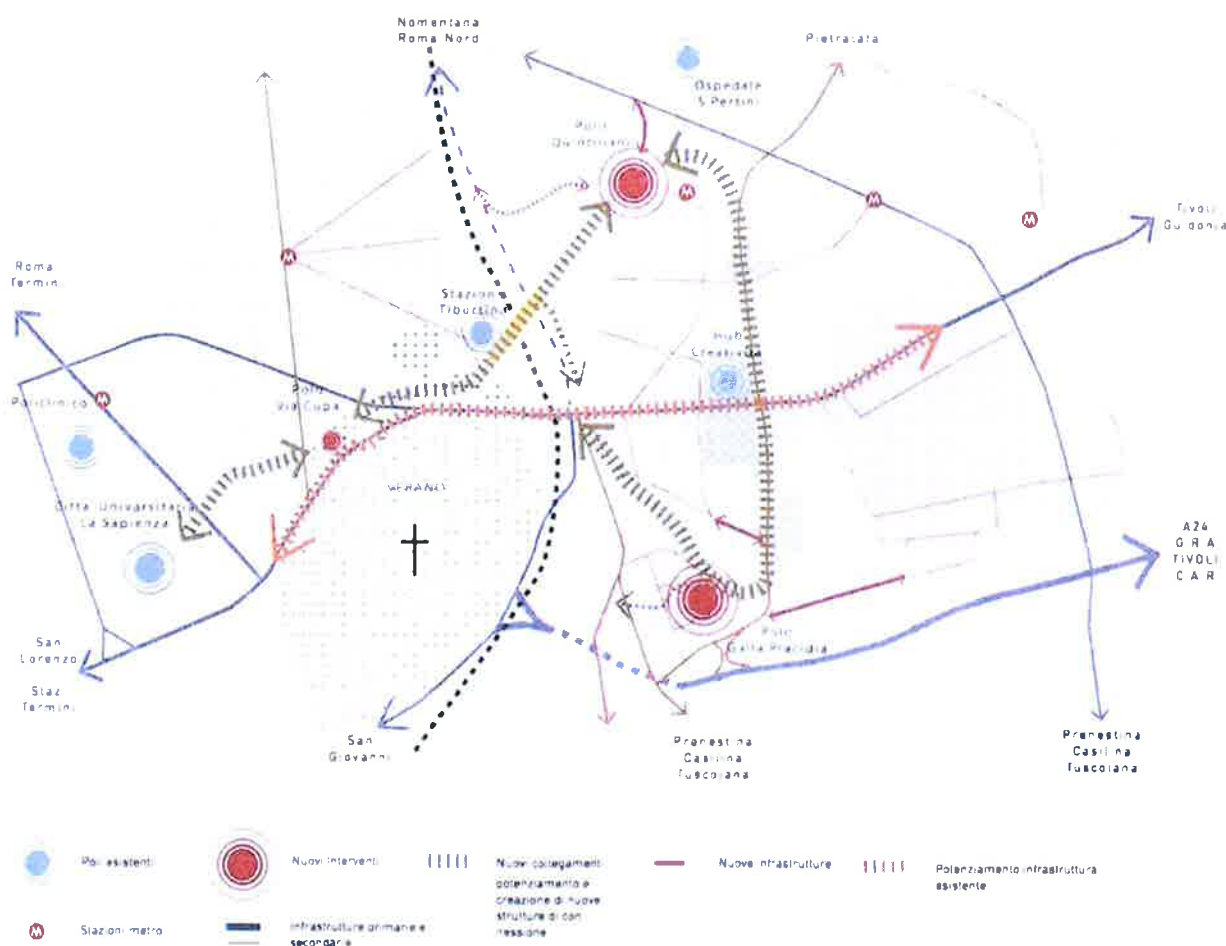 Nomentana
Roma Nord
Pietralata
Ospedale
S Pertini
Polo
Quintiliani
M
M
M
Tivoli
Guidonia
M
Roma
Termini
Stazione
Tiburtina
Hub
Creatività
Policlinico
M
Polo
Via Cupa
VERANO
Città Universitaria
La Sapienza
A24
G R A
TIVOLI
C A R
San
Lorenzo
Polo
Galla Placidia
Staz
Termini
San
Giovanni
Prenestina
Casilina
Tuscolana
Prenestina
Casilina
Tuscolana
Poli esistenti
Nuovi Interventi
Nuovi collegamenti
potenziamento e
creazione di nuove
strutture di con
nessione
Nuove infrastrutture
Potenziamento infrastruttura
esistente
M
Stazioni metro
Infrastrutture primarie e
secondarie